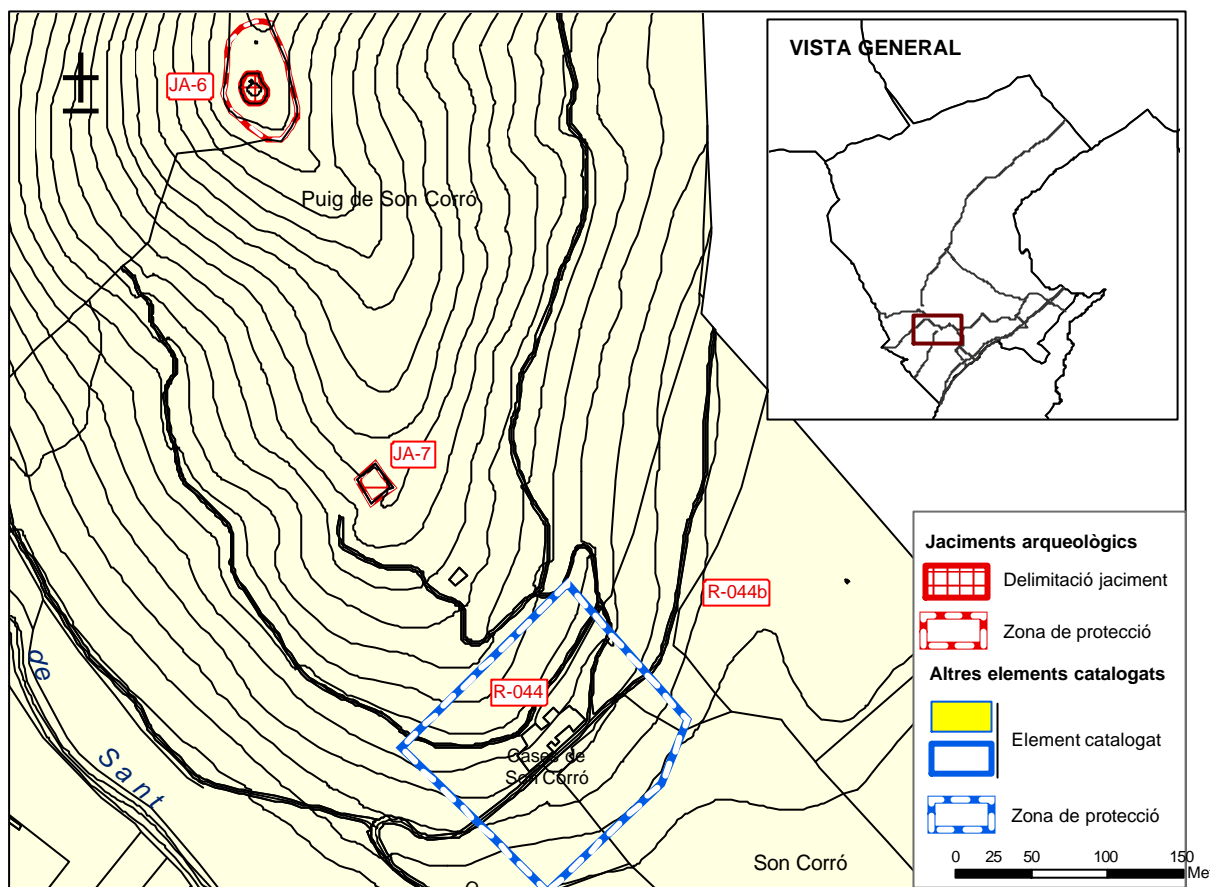 VISTA GENERAL
JA-6
Puig de Son Corró
JA-7
R-044b
R-044
Cases de
Son Corró
de
Sant
Son Corró
Jaciments arqueològics
Delimitació jaciment
Zona de protecció
Altres elements catalogats
Element catalogat
Zona de protecció
0 25 50 100 150
Me